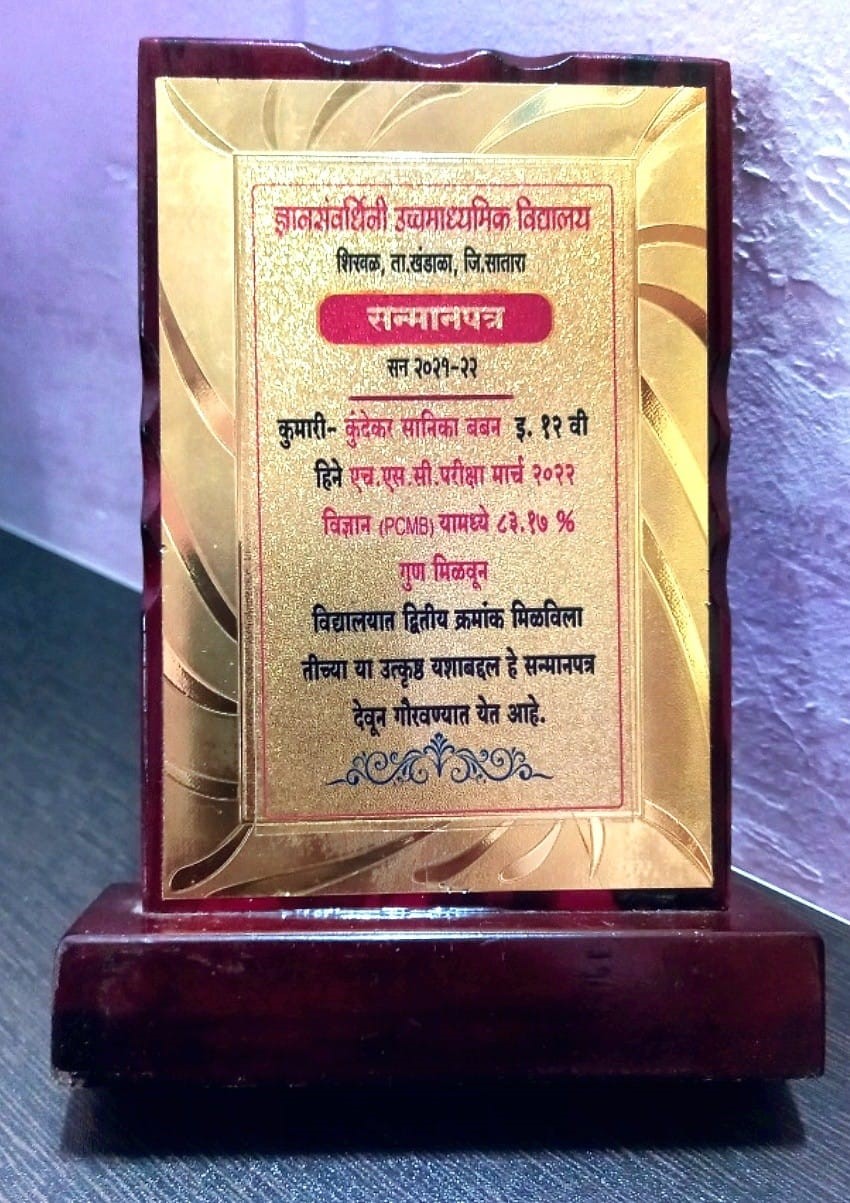 ज्ञानसंवर्धिनी उच्चमाध्यमिक विद्यालय
शिरवळ, ता.खंडाळा, जि.सातारा
सन्मानपत्र
सन २०२१-२२
कुमारी- कुंदेकर सानिका बबन इ. १२ वी
हिने एच.एस.सी.परीक्षा मार्च २०२२
विज्ञान (PCMB) यामध्ये ८३.१७ %
गुण मिळवून
विद्यालयात द्वितीय क्रमांक मिळविला
तीच्या या उत्कृष्ठ यशाबद्दल हे सन्मानपत्र
देवून गौरवण्यात येत आहे.